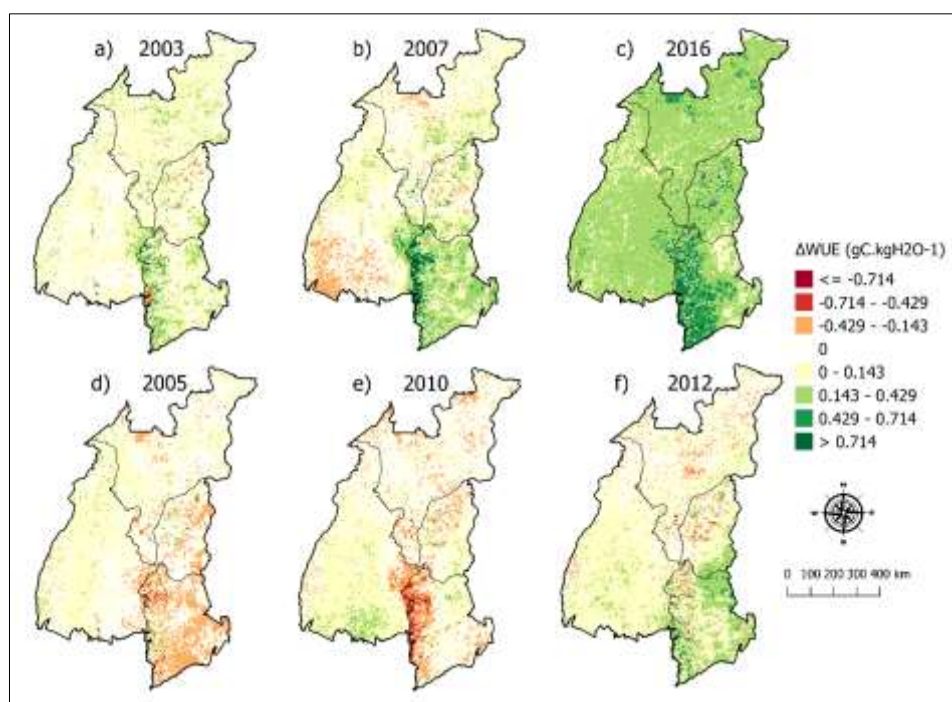 a) 2003
b) 2007
c) 2016
ΔWUE (gC.kgH2O-1)
<= -0.714
-0.714 - -0.429
-0.429 - -0.143
0
0 - 0.143
0.143 - 0.429
0.429 - 0.714
> 0.714
d) 2005
e) 2010
f) 2012
0 100 200 300 400 km